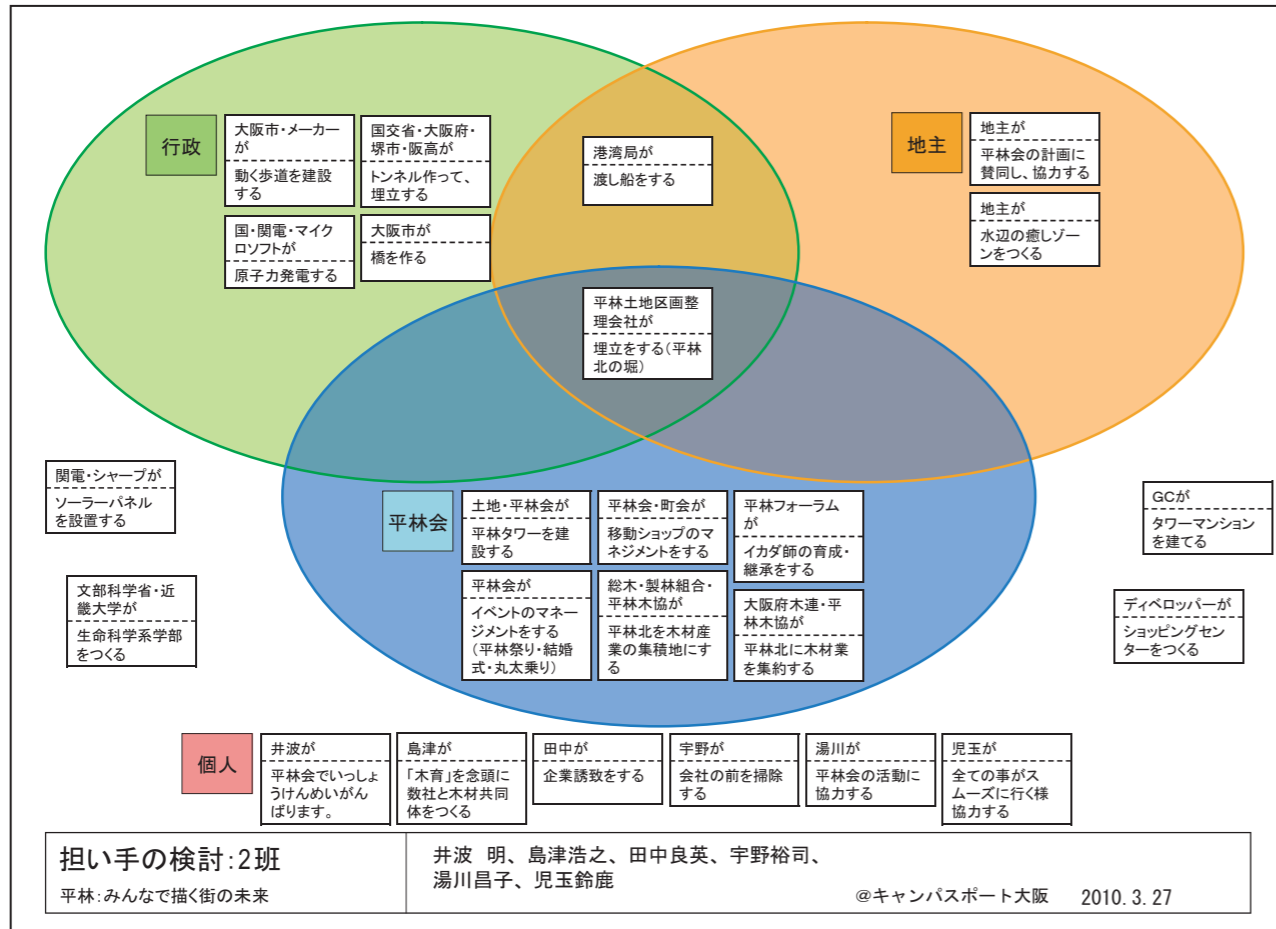 行政
大阪市・メーカー
が
動く歩道を建設
する
国交省・大阪府・
堺市・阪高が
トンネル作って、
埋立する
国・関電・マイク
ロソフトが
原子力発電する
大阪市が
橋を作る
港湾局が
渡し船をする
地主
地主が
平林会の計画に
賛同し、協力する
地主が
水辺の癒しゾー
ンをつくる
平林土地区画整
理会社が
埋立をする(平林
北の堀)
関電・シャープが
ソーラーパネル
を設置する
文部科学省・近
畿大学が
生命科学系学部
をつくる
平林会
土地・平林会が
平林タワーを建
設する
平林会・町会が
移動ショップのマ
ネジメントをする
平林フォーラム
が
イカダ師の育成・
継承をする
平林会が
イベントのマネー
ジメントをする
(平林祭り・結婚
式・丸太乗り)
総木・製林組合・
平林木協が
平林北を木材産
業の集積地にす
る
大阪府木連・平
林木協が
平林北に木材業
を集約する
GCが
タワーマンション
を建てる
ディベロッパーが
ショッピングセン
ターをつくる
個人
井波が
平林会でいっしょ
うけんめいがん
ばります。
島津が
「木育」を念頭に
数社と木材共同
体をつくる
田中が
企業誘致をする
宇野が
会社の前を掃除
する
湯川が
平林会の活動に
協力する
児玉が
全ての事がス
ムーズに行く様
協力する
担い手の検討:2班
平林:みんなで描く街の未来
井波 明、島津浩之、田中良英、宇野裕司、
湯川昌子、児玉鈴鹿
@キャンパスポート大阪 2010.3.27